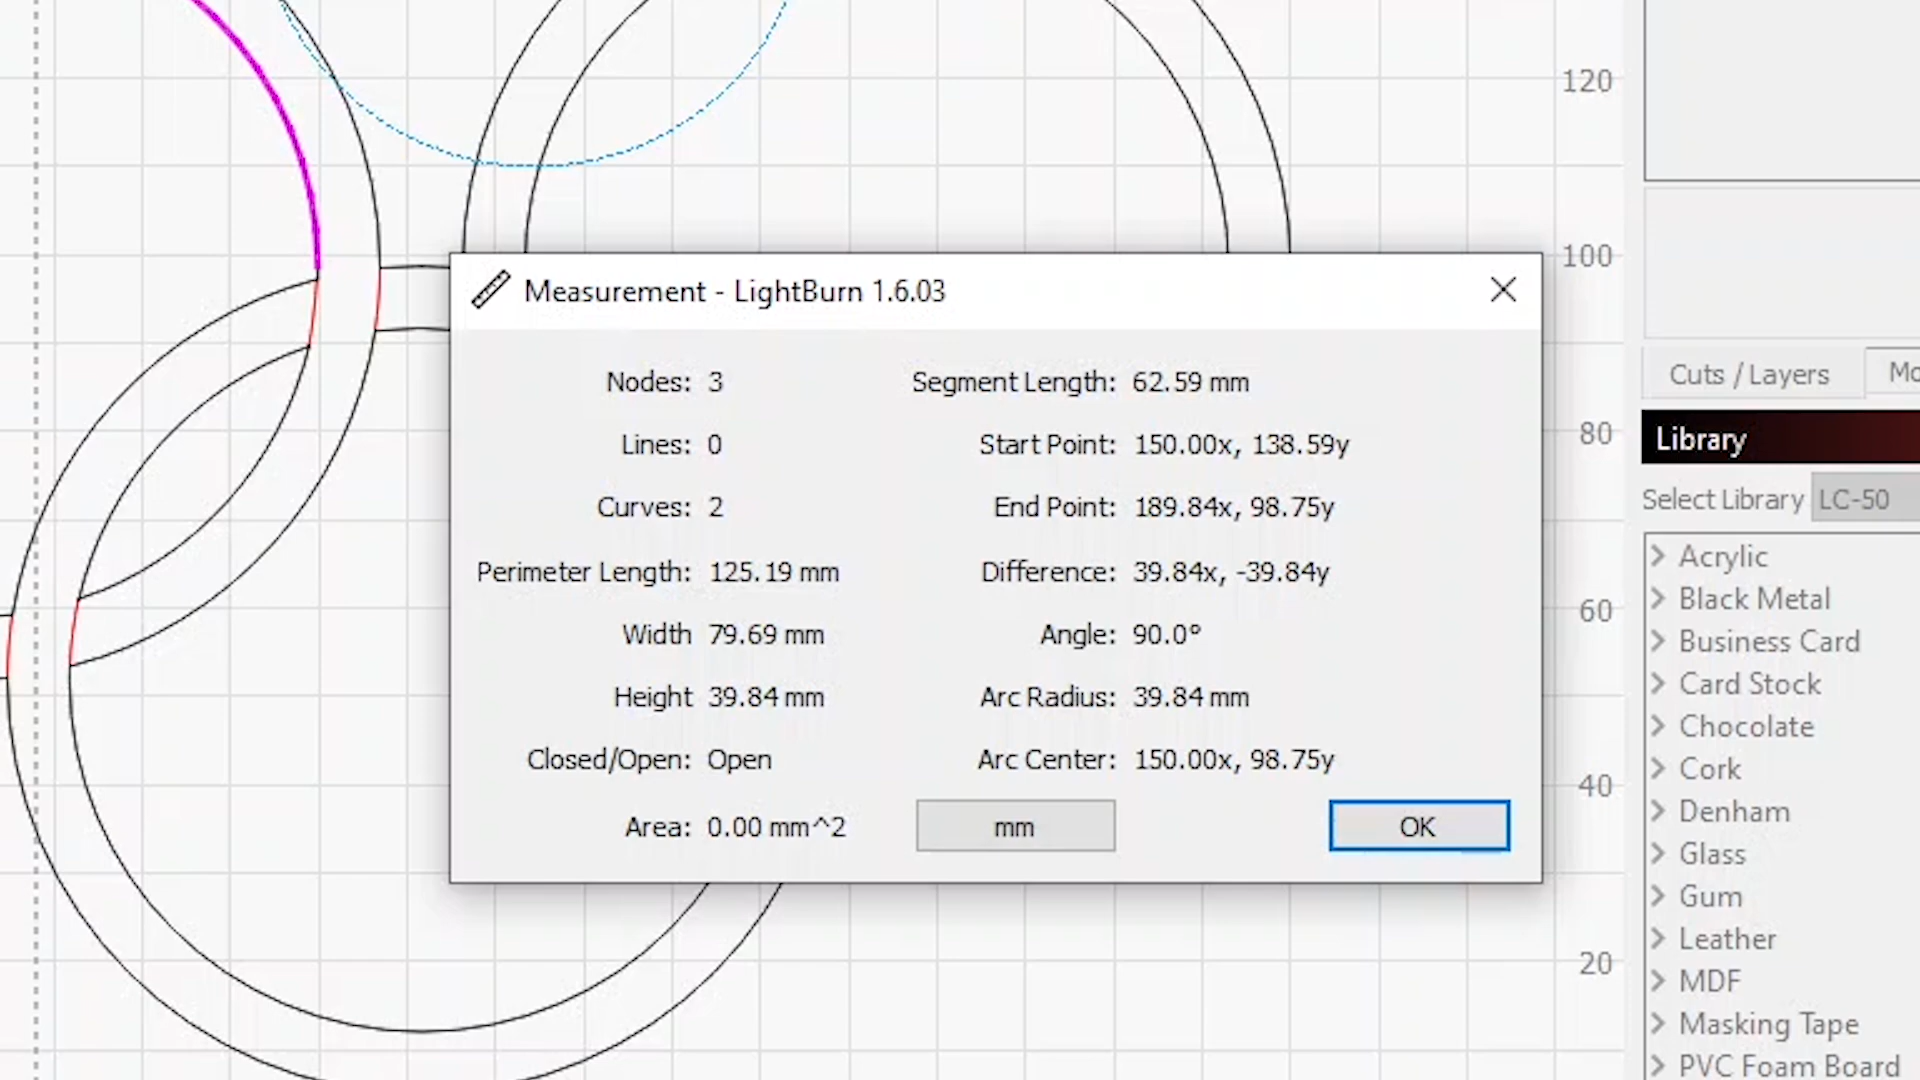 120
100
80
60
40
20
Measurement - LightBurn 1.6.03
Nodes: 3
Segment Length: 62.59 mm
Lines: 0
Start Point: 150.00x, 138.59y
Curves: 2
End Point: 189.84x, 98.75y
Perimeter Length: 125.19 mm
Difference: 39.84x, -39.84y
Width 79.69 mm
Angle: 90.0°
Height 39.84 mm
Arc Radius: 39.84 mm
Closed/Open: Open
Arc Center: 150.00x, 98.75y
Area: 0.00 mm^2
mm
OK
Cuts / Layers
Library
Select Library LC-50
Acrylic
Black Metal
Business Card
Card Stock
Chocolate
Cork
Denham
Glass
Gum
Leather
MDF
Masking Tape
PVC Foam Board